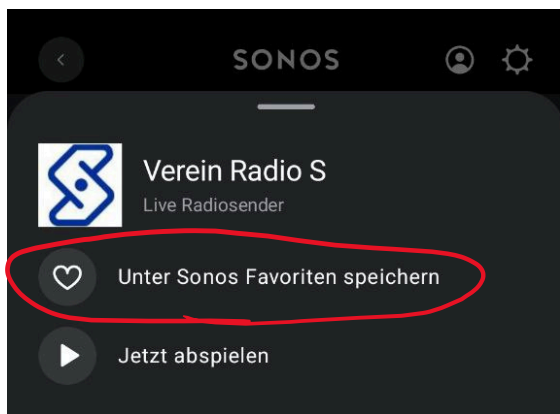 SONOS
Verein Radio S
Live Radiosender
Unter Sonos Favoriten speichern
Jetzt abspielen